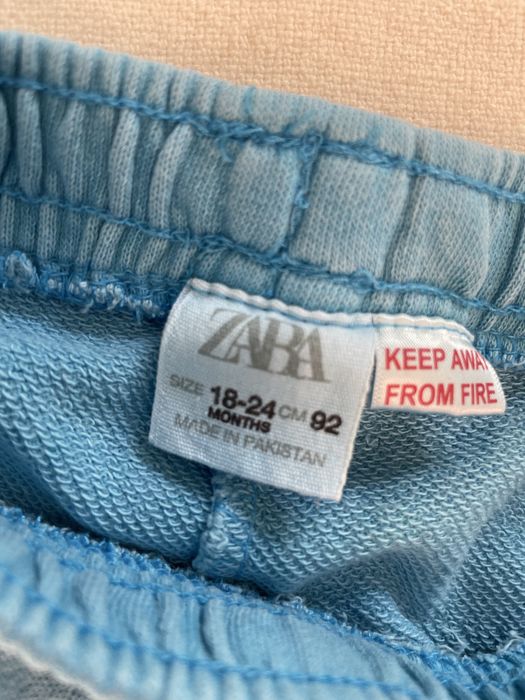 ZARA
SIZE 18-24 CM 92
MONTHS
MADE IN PAKISTAN
KEEP AWAY
FROM FIRE